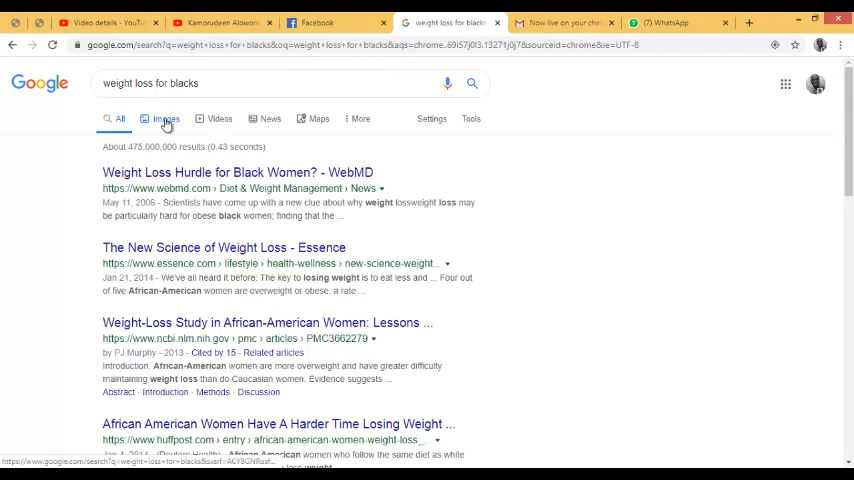 Video details - YouTu
Kamorudeen Alowon
Facebook
weight loss for blacks
Now live on your cha
(7) WhatsApp
google.com/search?q=weight+loss+for+blacks&oq=weight+loss+for+blacks&aqs=chrome..69i57j0l3.13271j0j7&sourceid=chrome&ie=UTF-8
Google
weight loss for blacks
All
Images
Videos
News
Maps
More
Settings
Tools
About 475,000,000 results (0.43 seconds)
Weight Loss Hurdle for Black Women? - WebMD
https://www.webmd.com › Diet & Weight Management › News
May 11, 2006 - Scientists have come up with a new clue about why weight lossweight loss may
be particularly hard for obese black women; finding that the ...
The New Science of Weight Loss - Essence
https://www.essence.com › lifestyle › health-wellness › new-science-weight...
Jan 21, 2014 - We've all heard it before: The key to losing weight is to eat less and ... Four out
of five African-American women are overweight or obese, a rate ...
Weight-Loss Study in African-American Women: Lessons ...
https://www.ncbi.nlm.nih.gov › pmc › articles › PMC3662279
by PJ Murphy - 2013 - Cited by 15 - Related articles
Introduction. African-American women are more overweight and have greater difficulty
maintaining weight loss than do Caucasian women. Evidence suggests ...
Abstract · Introduction · Methods · Discussion
African American Women Have A Harder Time Losing Weight ...
https://www.huffpost.com › entry › african-american-women-weight-loss_...
women who follow the same diet as white
https://www.google.com/search?q=weight+loss+for+blacks&sxsrf=
weight